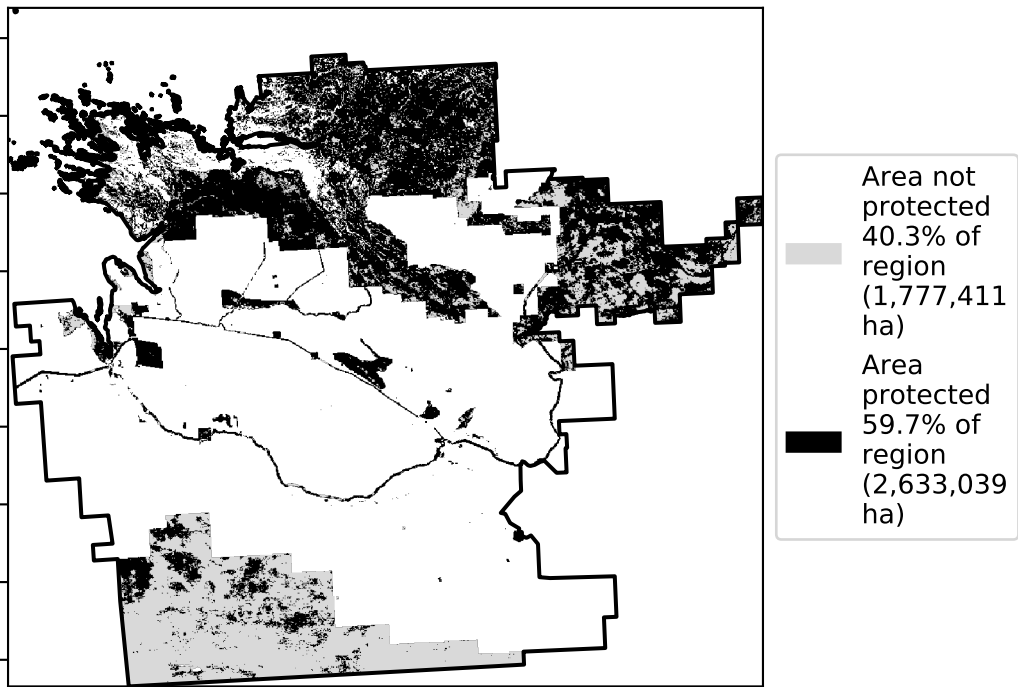 Area not
protected
40.3% of
region
(1,777,411
ha)
Area
protected
59.7% of
region
(2,633,039
ha)